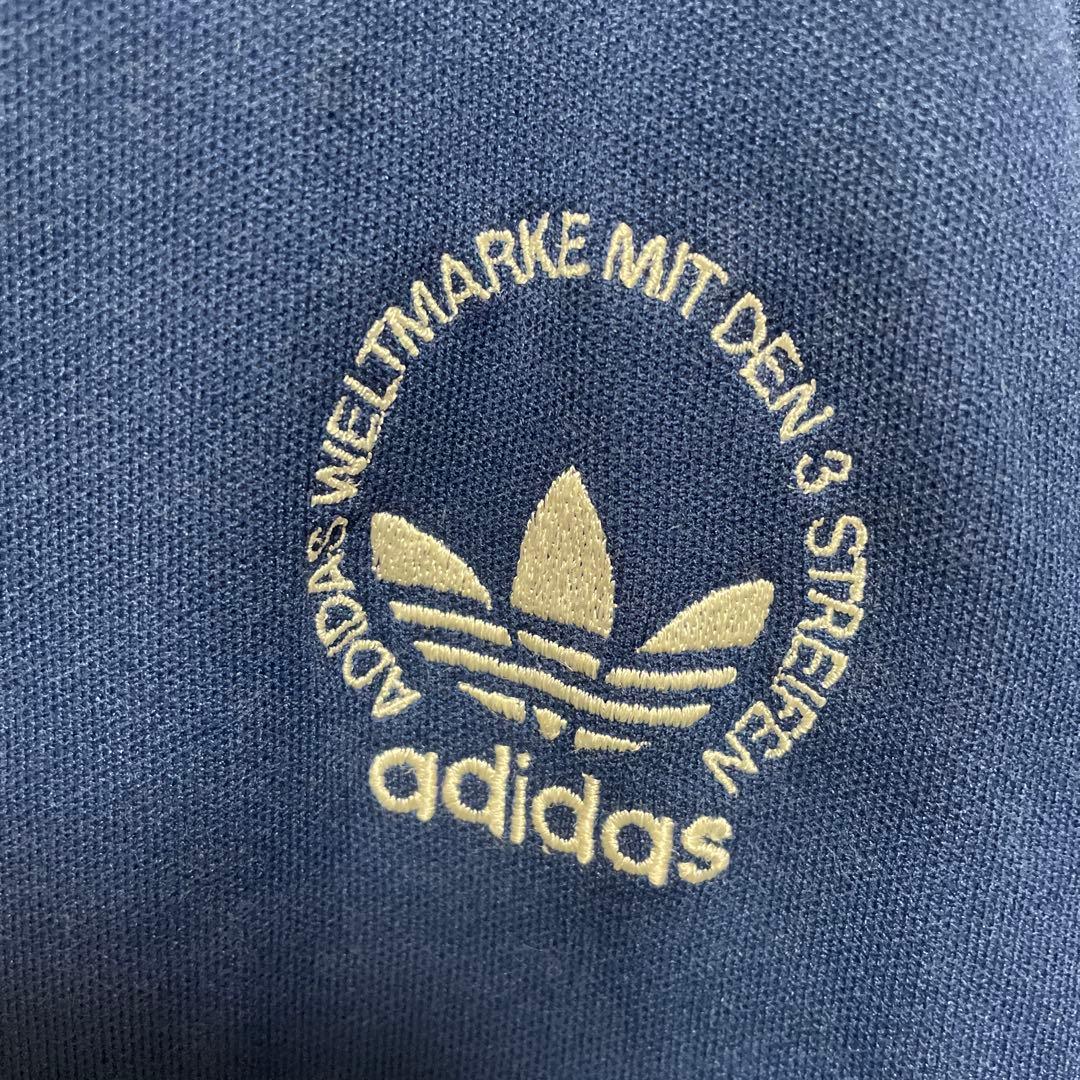 ADIDAS WELTMARKE MIT DEN 3 STREIFEN
adidas